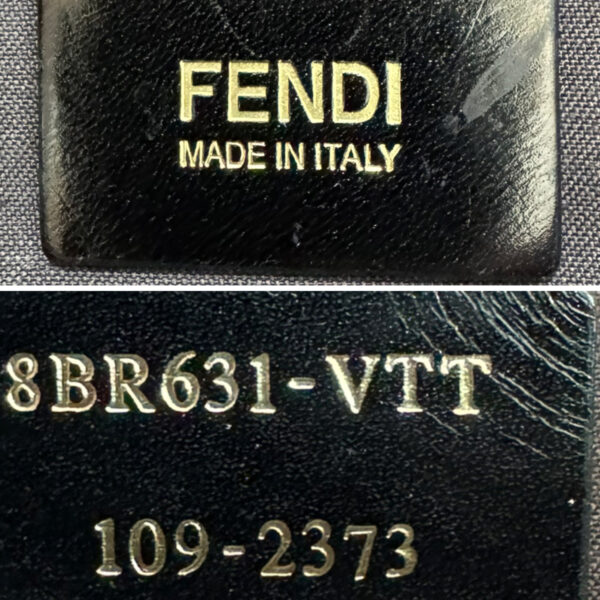 FENDI
MADE IN ITALY
8BR631-VTT
109-2373